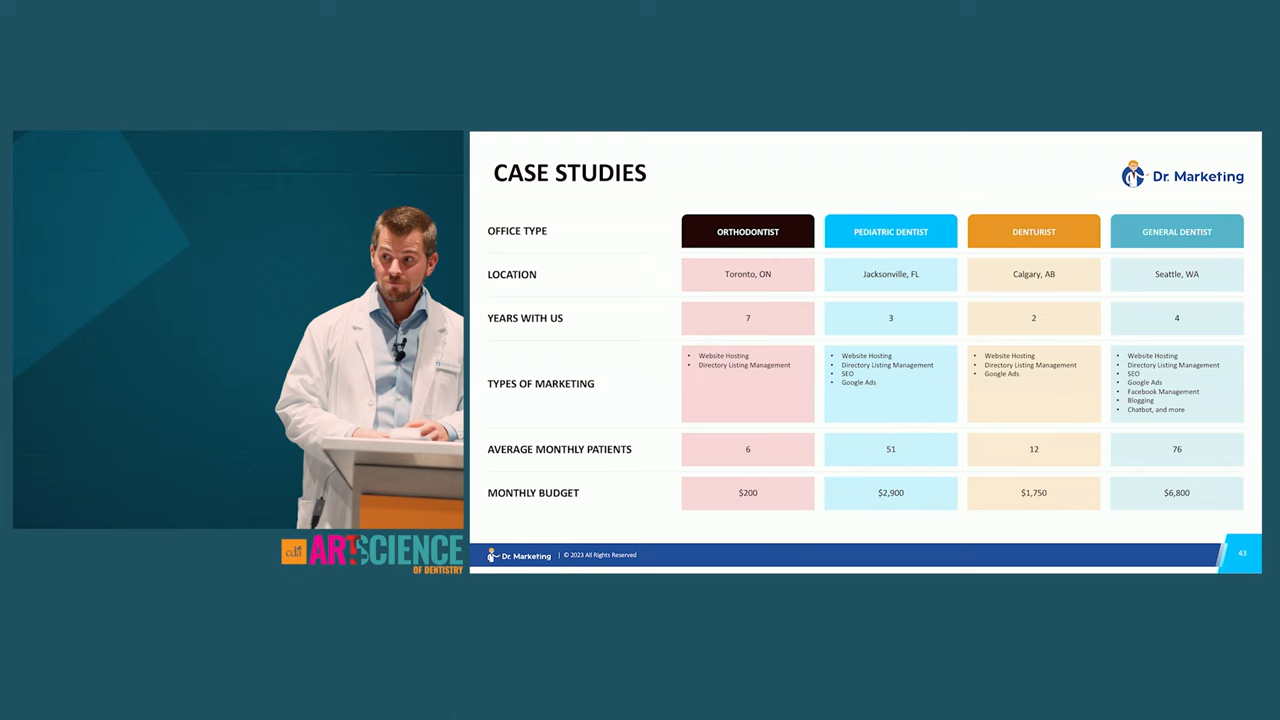 CASE STUDIES
Dr. Marketing
OFFICE TYPE
ORTHODONTIST
PEDIATRIC DENTIST
DENTURIST
GENERAL DENTIST
LOCATION
Toronto, ON
Jacksonville, FL
Calgary, AB
Seattle, WA
YEARS WITH US
7
3
2
4
TYPES OF MARKETING
• Website Hosting
• Directory Listing Management
• Website Hosting
• Directory Listing Management
• SEO
• Google Ads
• Website Hosting
• Directory Listing Management
• Google Ads
• Website Hosting
• Directory Listing Management
• SEO
• Google Ads
• Facebook Management
• Blogging
• Chatbot, and more
AVERAGE MONTHLY PATIENTS
6
51
12
76
MONTHLY BUDGET
$200
$2,900
$1,750
$6,800
Dr. Marketing | © 2023 All Rights Reserved
43
cda
ART SCIENCE
OF DENTISTRY